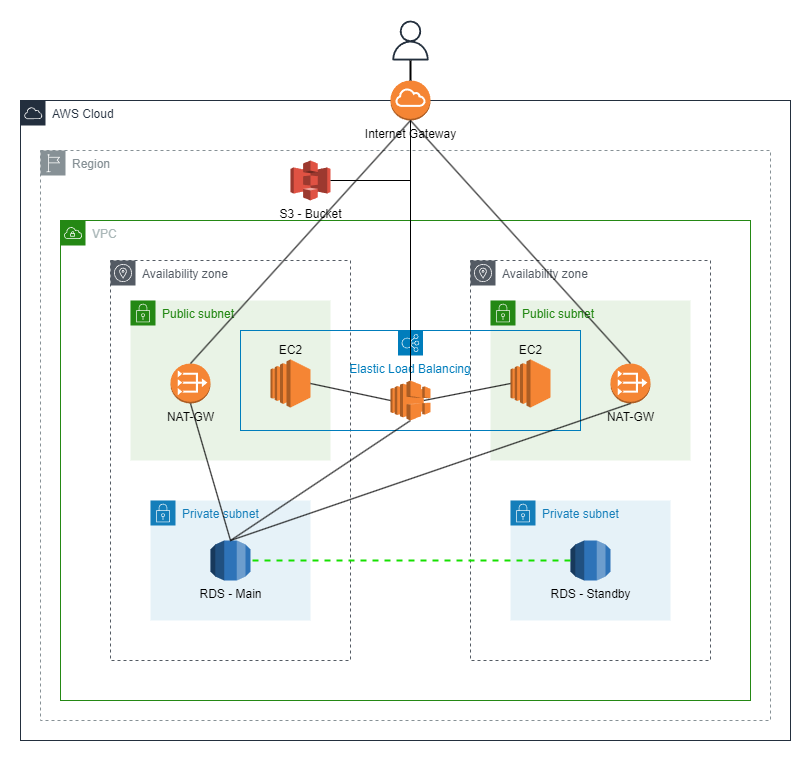 AWS Cloud
Internet Gateway
Region
S3 - Bucket
VPC
Availability zone
Availability zone
Public subnet
Public subnet
EC2
EC2
Elastic Load Balancing
NAT-GW
NAT-GW
Private subnet
Private subnet
RDS - Main
RDS - Standby